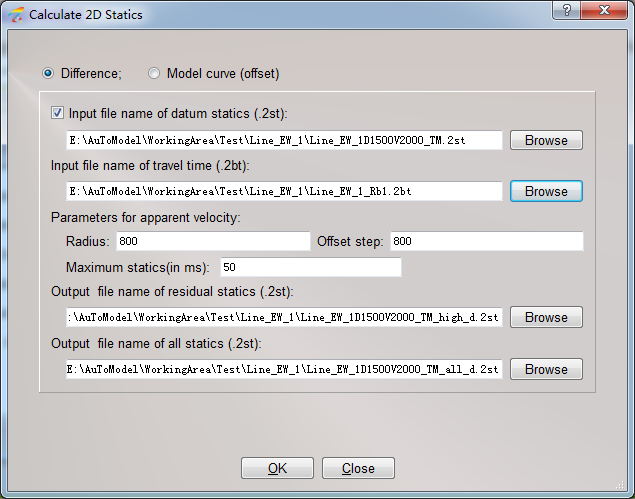 Calculate 2D Statics
?
Difference; Model curve (offset)
Input file name of datum statics (.2st):
E:\AuToModel\WorkingArea\Test\Line_EW_1\Line_EW_1D1500V2000_TM.2st Browse
Input file name of travel time (.2bt):
E:\AuToModel\WorkingArea\Test\Line_EW_1\Line_EW_1_Rb1.2bt Browse
Parameters for apparent velocity:
Radius: 800 Offset step: 800
Maximum statics(in ms): 50
Output file name of residual statics (.2st):
:\AuToModel\WorkingArea\Test\Line_EW_1\Line_EW_1D1500V2000_TM_high_d.2st Browse
Output file name of all statics (.2st):
E:\AuToModel\WorkingArea\Test\Line_EW_1\Line_EW_1D1500V2000_TM_all_d.2st Browse
OK Close